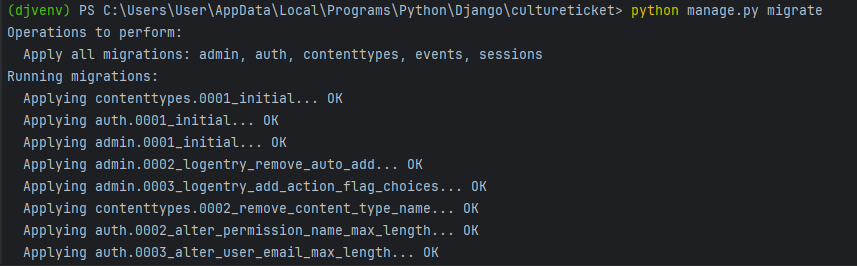 (djvenv) PS C:\Users\User\AppData\Local\Programs\Python\Django\cultureticket> python manage.py migrate
Operations to perform:
  Apply all migrations: admin, auth, contenttypes, events, sessions
Running migrations:
  Applying contenttypes.0001_initial... OK
  Applying auth.0001_initial... OK
  Applying admin.0001_initial... OK
  Applying admin.0002_logentry_remove_auto_add... OK
  Applying admin.0003_logentry_add_action_flag_choices... OK
  Applying contenttypes.0002_remove_content_type_name... OK
  Applying auth.0002_alter_permission_name_max_length... OK
  Applying auth.0003_alter_user_email_max_length... OK